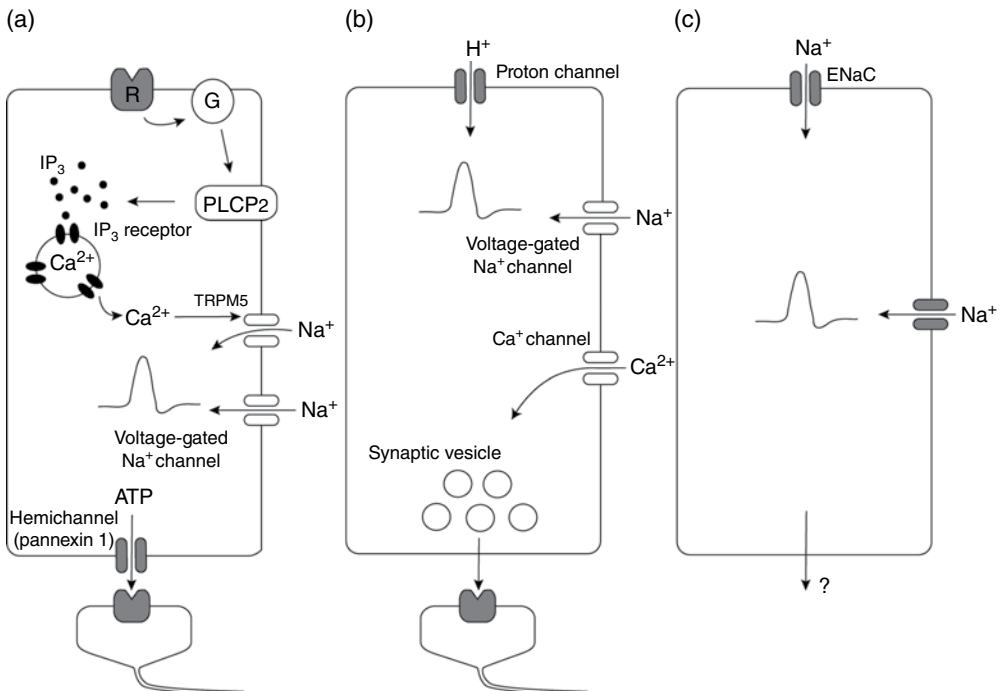 (a)
R
G
IP3
PLCP2
IP3 receptor
Ca2+
Ca2+
TRPM5
Na+
Na+
Voltage-gated
Na+ channel
ATP
Hemichannel
(pannexin 1)
(b)
H+
Proton channel
Na+
Voltage-gated
Na+ channel
Ca+ channel
Ca2+
Synaptic vesicle
(c)
Na+
ENaC
Na+
?